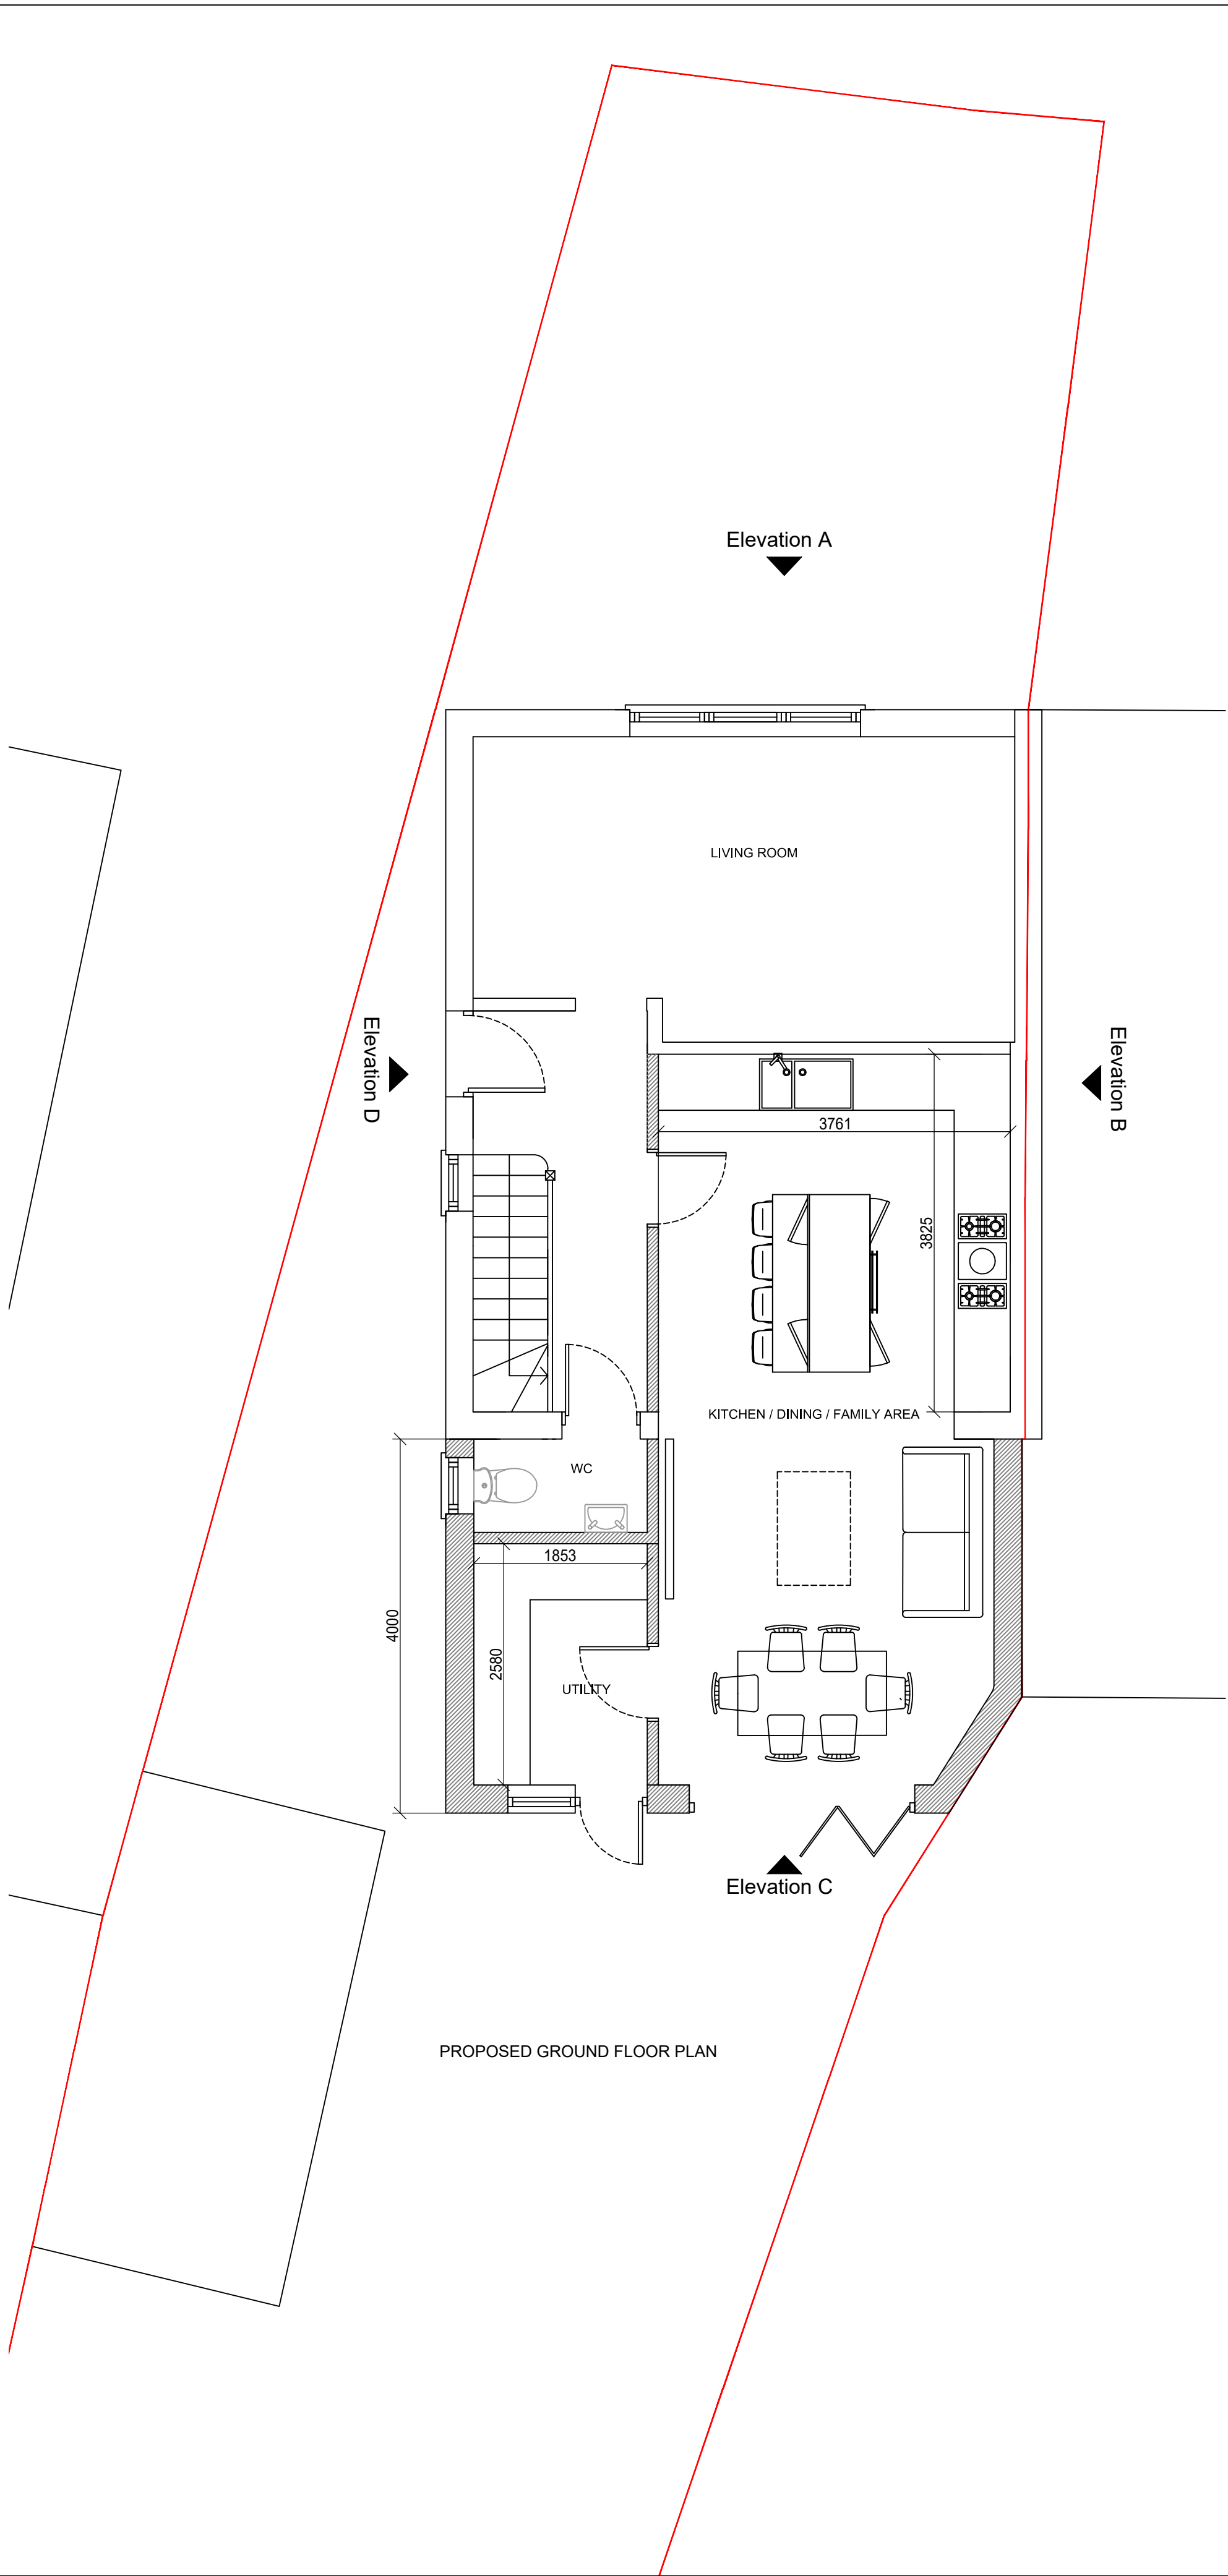 Elevation A
LIVING ROOM
Elevation D
Elevation B
3761
3825
KITCHEN / DINING / FAMILY AREA
WC
1853
4000
2580
UTILITY
Elevation C
PROPOSED GROUND FLOOR PLAN